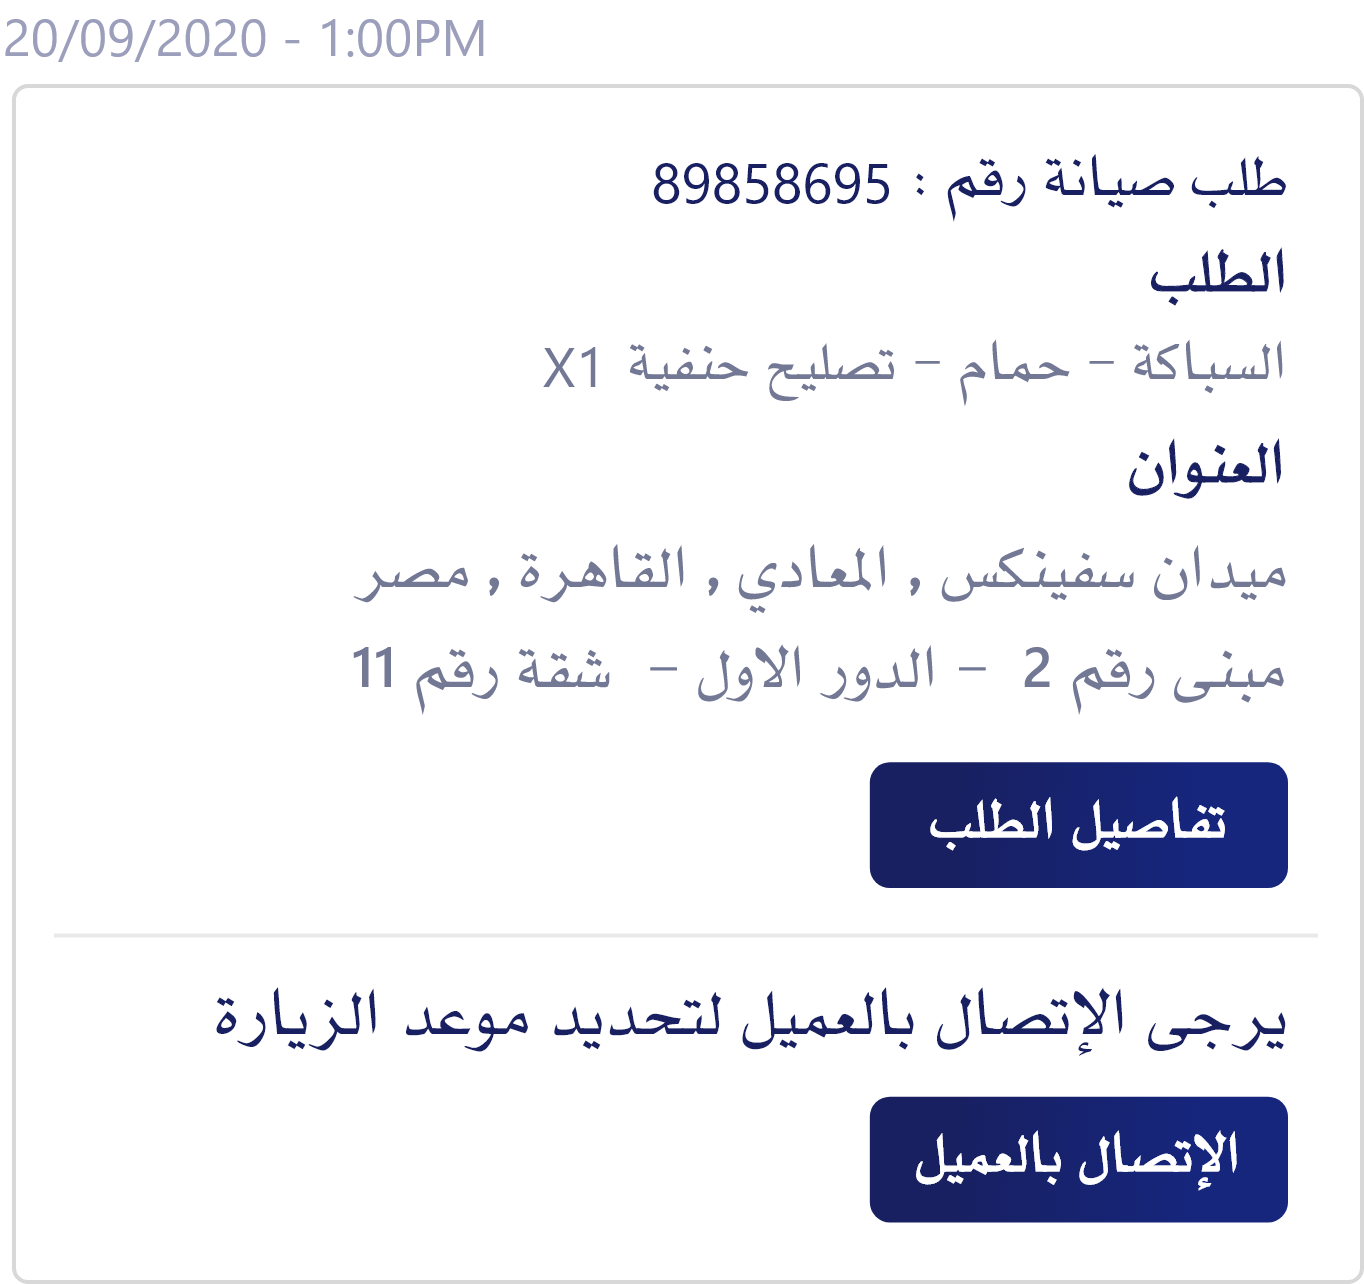 20/09/2020 - 1:00PM
طلب صيانة رقم : 89858695
الطلب
السباكة - حمام - تصليح حنفية X1
العنوان
ميدان سفينكس , المعادي , القاهرة , مصر
مبنى رقم 2 - الدور الاول - شقة رقم 11
تفاصيل الطلب
يرجى الإتصال بالعميل لتحديد موعد الزيارة
الإتصال بالعميل